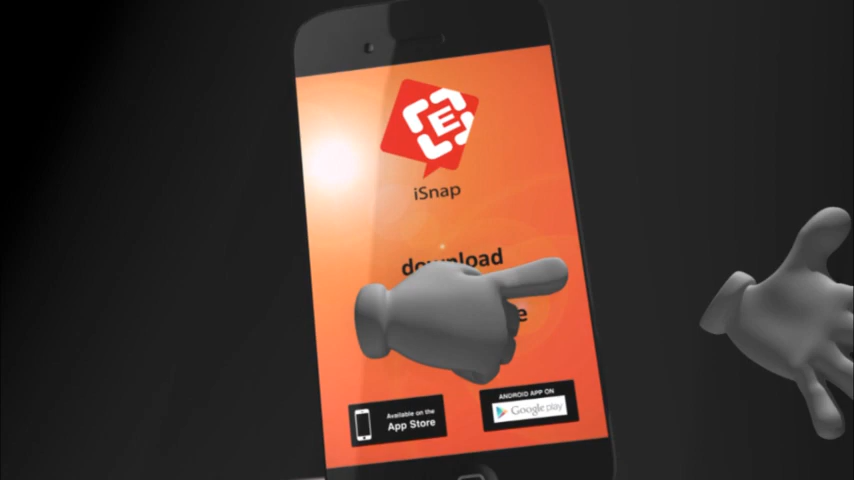 E
iSnap
download
Available on the
App Store
ANDROID APP ON
Google play